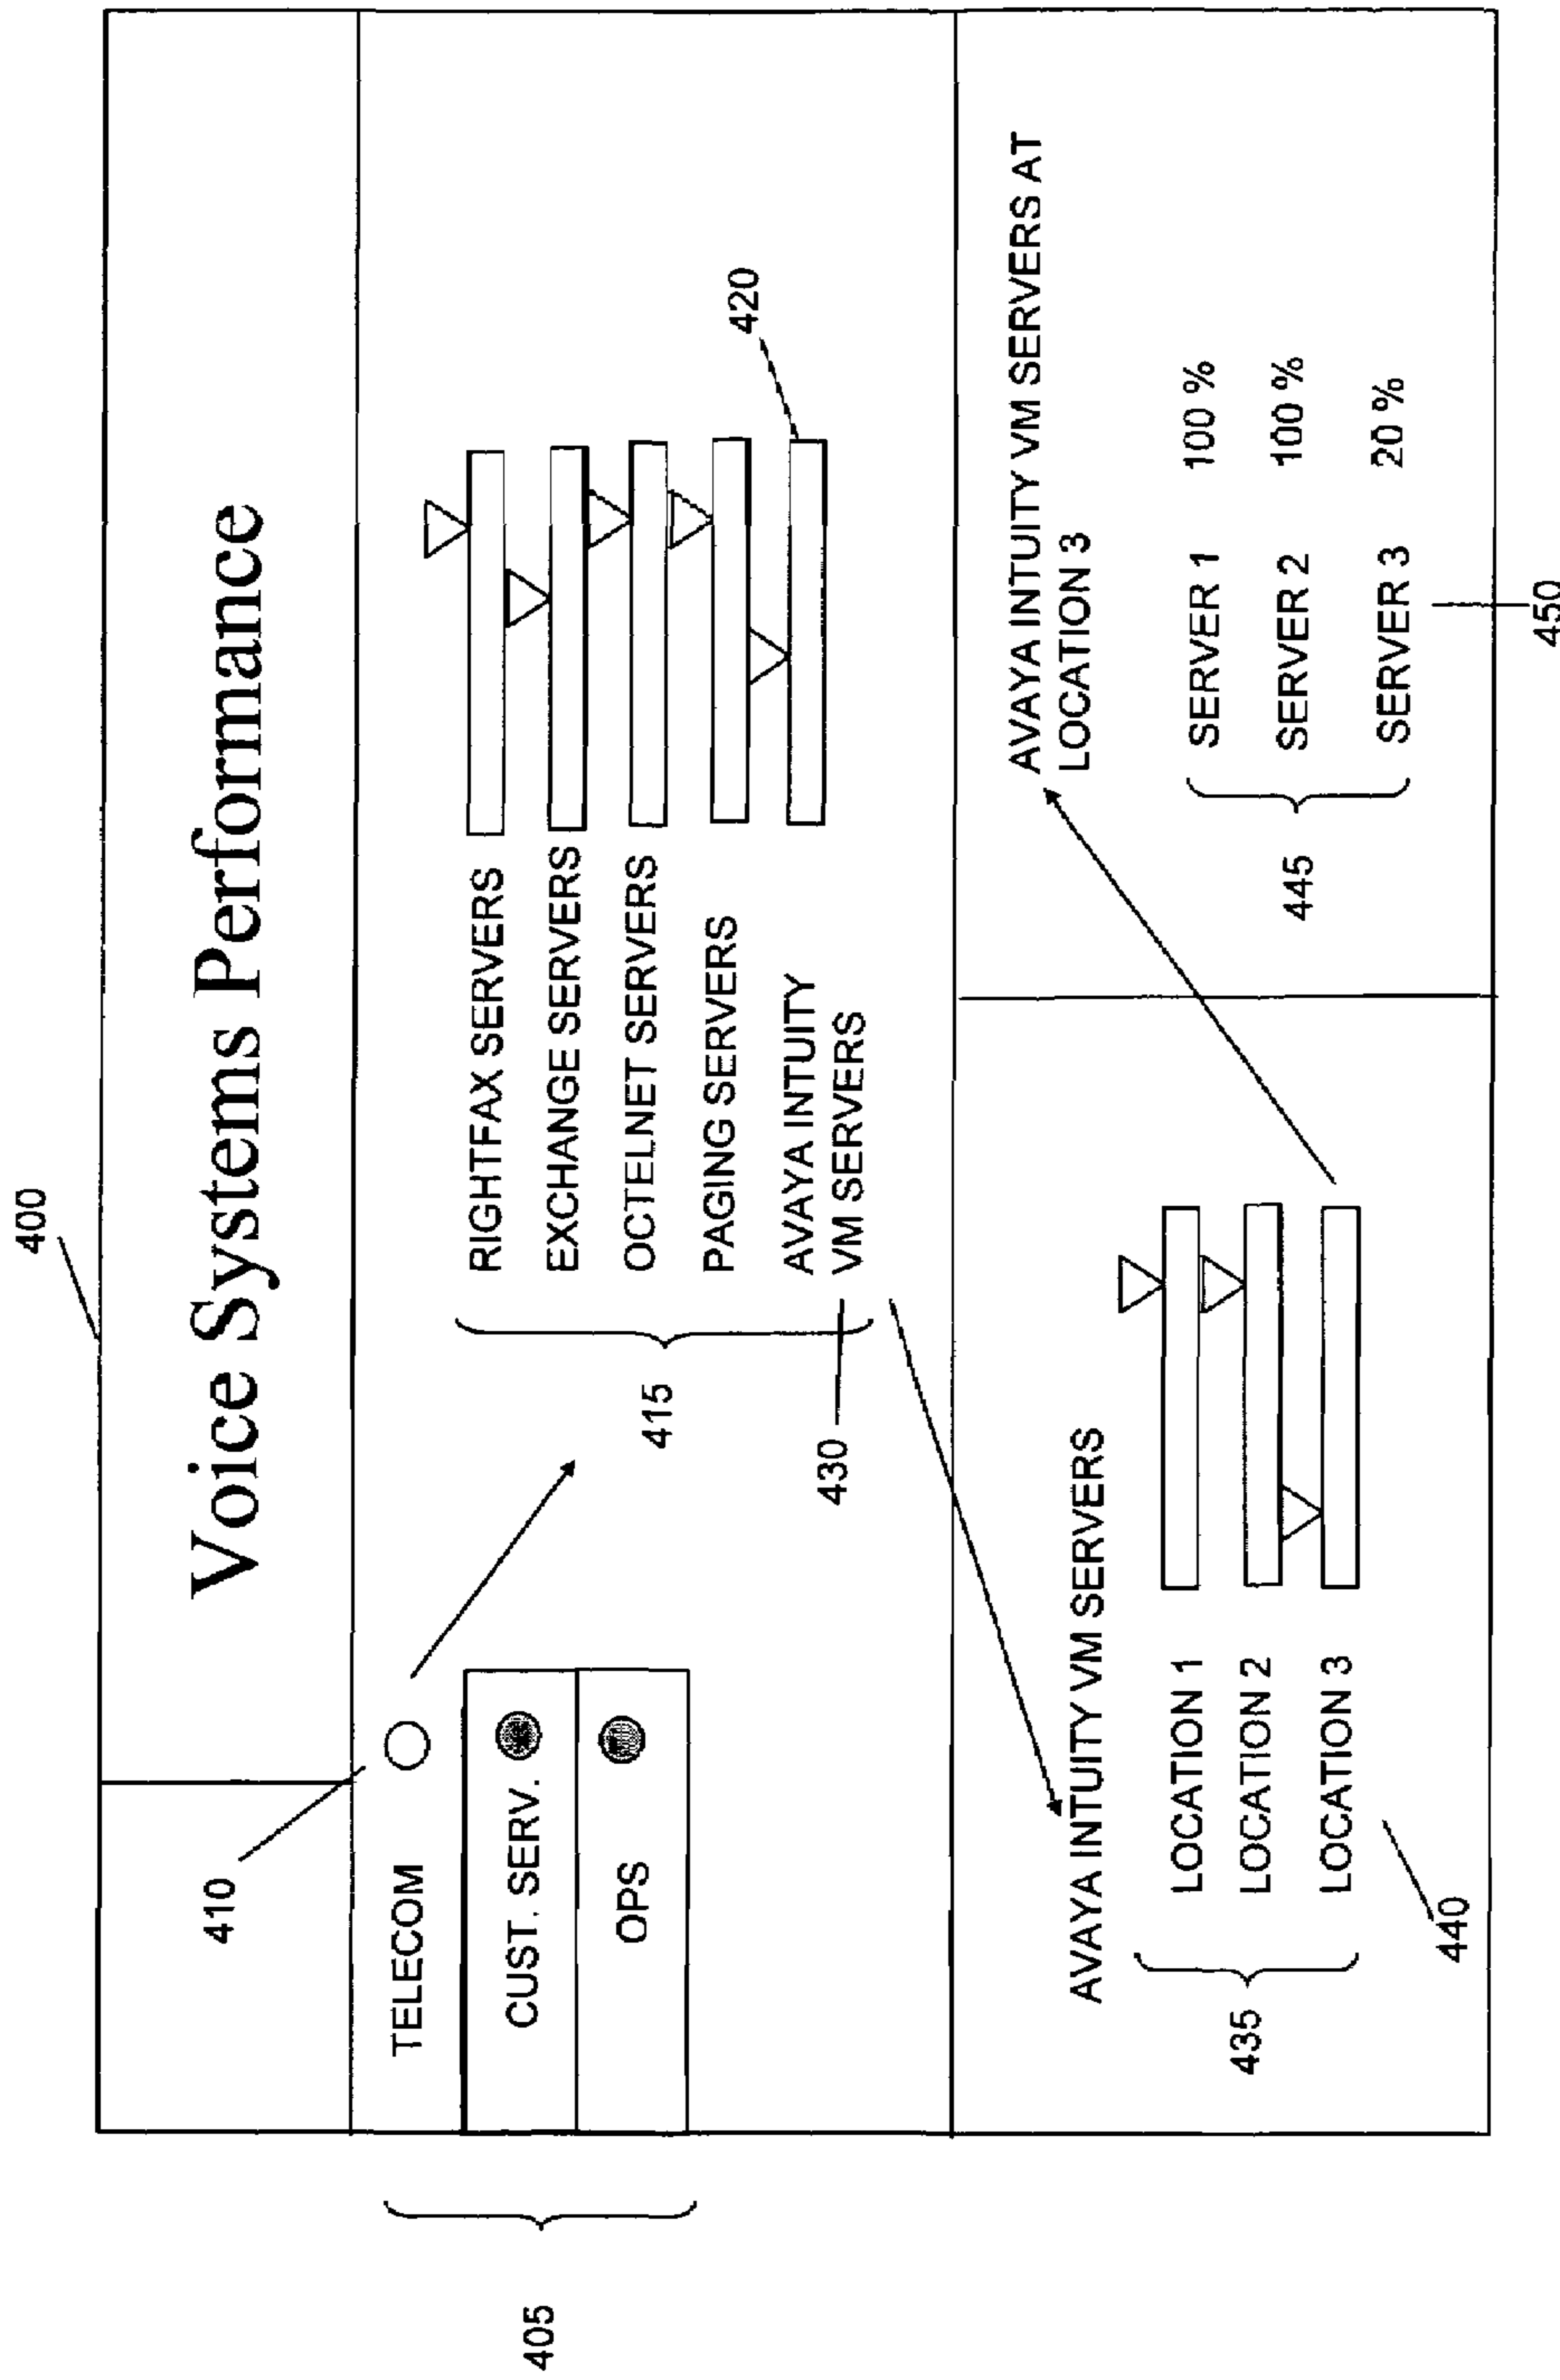 400
Voice Systems Performance
410
TELECOM
CUST. SERV.
OPS
405
415
RIGHTFAX SERVERS
EXCHANGE SERVERS
OCTELNET SERVERS
PAGING SERVERS
AVAYA INTUITY
VM SERVERS
420
430
AVAYA INTUITY VM SERVERS
LOCATION 1
LOCATION 2
LOCATION 3
435
440
AVAYA INTUITY VM SERVERS AT
LOCATION 3
SERVER 1 100 %
SERVER 2 100 %
SERVER 3 20 %
445
450